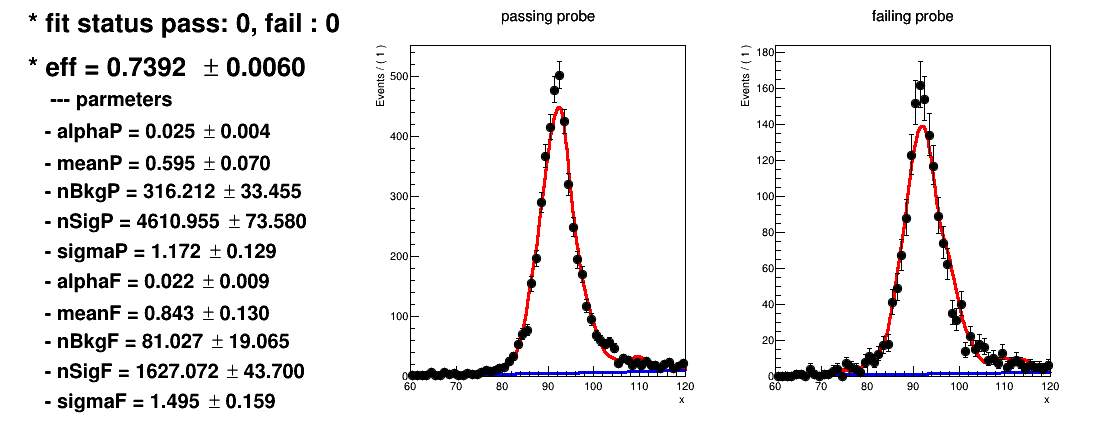 * fit status pass: 0, fail : 0
* eff = 0.7392 ± 0.0060
--- parmeters
- alphaP = 0.025 ± 0.004
- meanP = 0.595 ± 0.070
- nBkgP = 316.212 ± 33.455
- nSigP = 4610.955 ± 73.580
- sigmaP = 1.172 ± 0.129
- alphaF = 0.022 ± 0.009
- meanF = 0.843 ± 0.130
- nBkgF = 81.027 ± 19.065
- nSigF = 1627.072 ± 43.700
- sigmaF = 1.495 ± 0.159
passing probe
Events / ( 1 )
500
400
300
200
100
0
60 70 80 90 100 110 120
x
failing probe
Events / ( 1 )
180
160
140
120
100
80
60
40
20
0
60 70 80 90 100 110 120
x